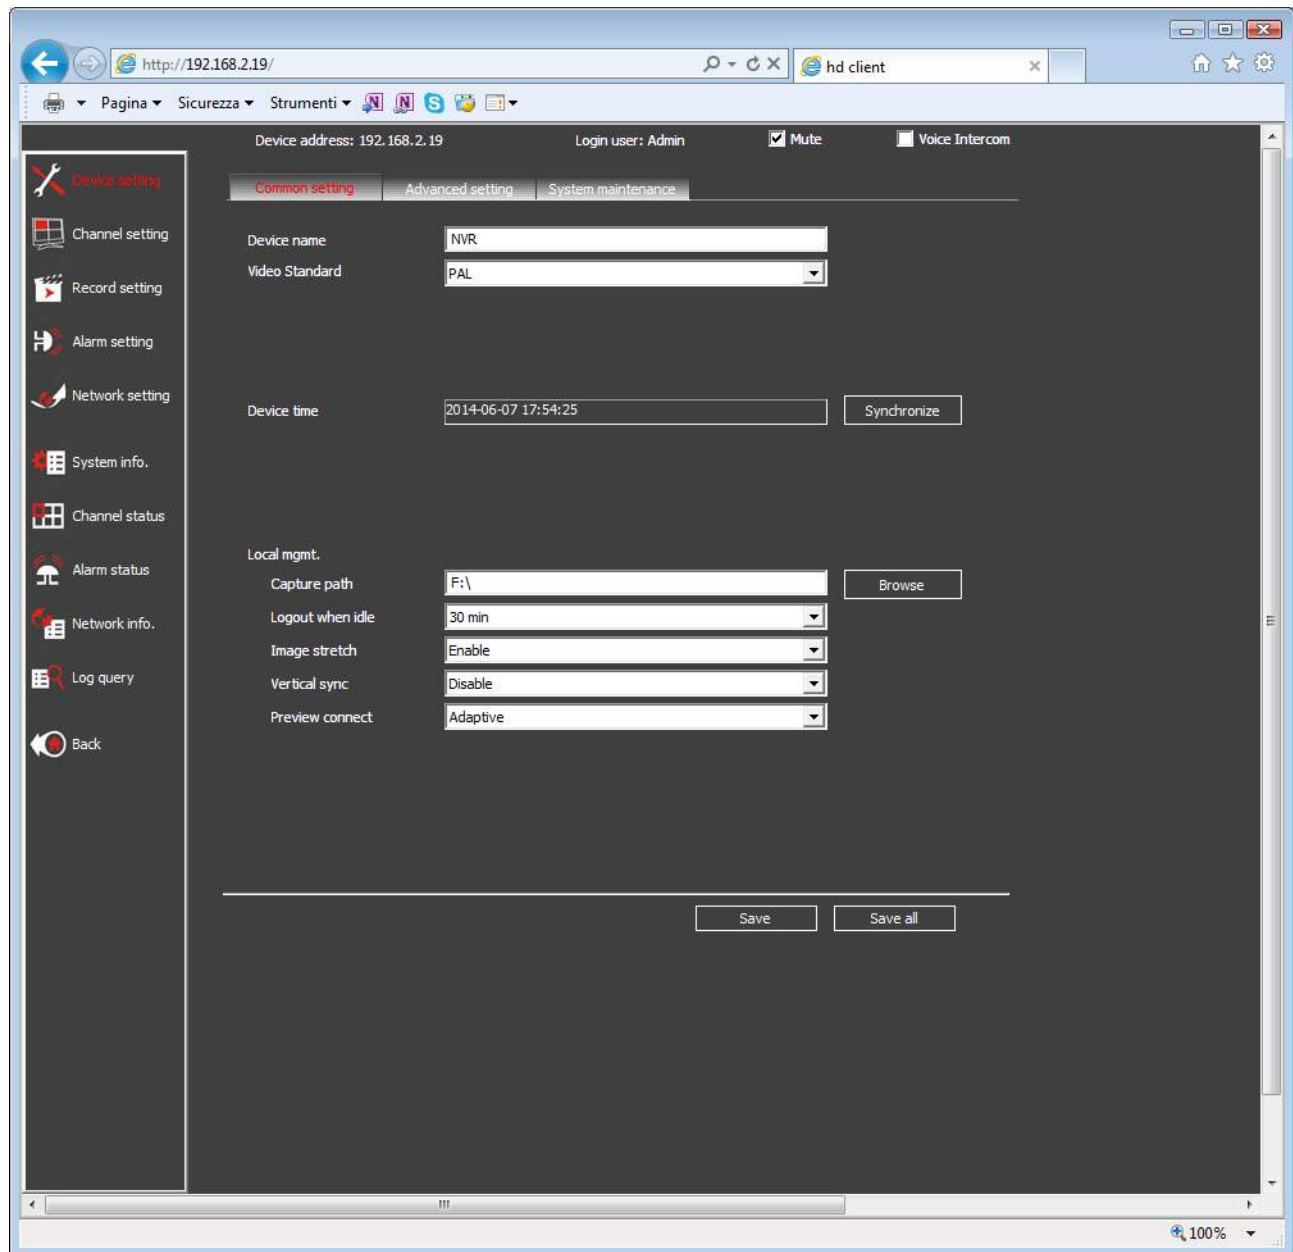 http://192.168.2.19/
hd client
Pagina Sicurezza Strumenti
Device address: 192.168.2.19 Login user: Admin Mute Voice Intercom
Device setting
Channel setting
Record setting
Alarm setting
Network setting
System info.
Channel status
Alarm status
Network info.
Log query
Back
Common setting Advanced setting System maintenance
Device name NVR
Video Standard PAL
Device time 2014-06-07 17:54:25 Synchronize
Local mgmt.
Capture path F:\ Browse
Logout when idle 30 min
Image stretch Enable
Vertical sync Disable
Preview connect Adaptive
Save Save all
100%